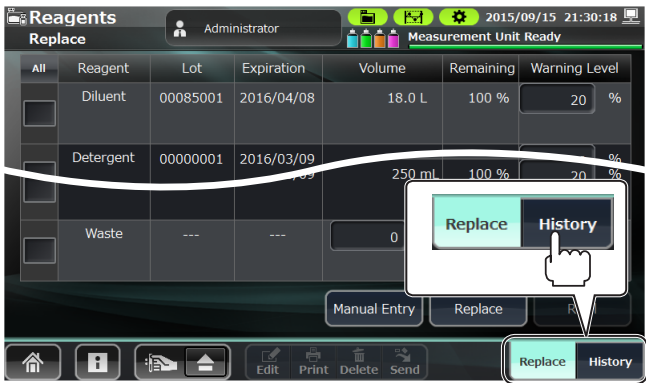 Reagents
Replace
Administrator
2015/09/15 21:30:18
Measurement Unit Ready
All Reagent Lot Expiration Volume Remaining Warning Level
Diluent 00085001 2016/04/08 18.0 L 100 % 20 %
Detergent 00000001 2016/03/09 %
250 mL 100 % 20 %
Waste --- --- 0
Replace History
Manual Entry Replace
Edit Print Delete Send
Replace History